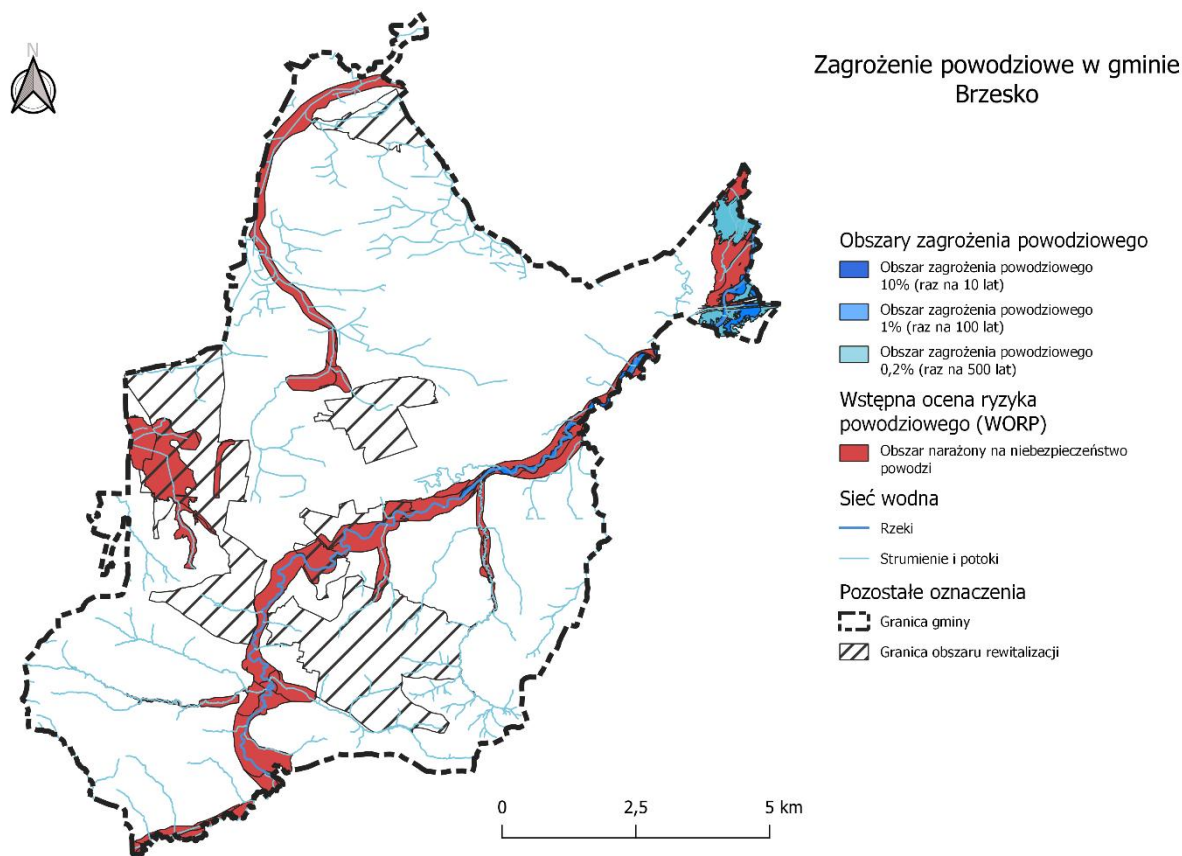 N
Zagrożenie powodziowe w gminie
Brzesko
Obszary zagrożenia powodziowego
Obszar zagrożenia powodziowego
10% (raz na 10 lat)
Obszar zagrożenia powodziowego
1% (raz na 100 lat)
Obszar zagrożenia powodziowego
0,2% (raz na 500 lat)
Wstępna ocena ryzyka
powodziowego (WORP)
Obszar narażony na niebezpieczeństwo
powodzi
Sieć wodna
Rzeki
Strumienie i potoki
Pozostałe oznaczenia
Granica gminy
Granica obszaru rewitalizacji
0 2,5 5 km